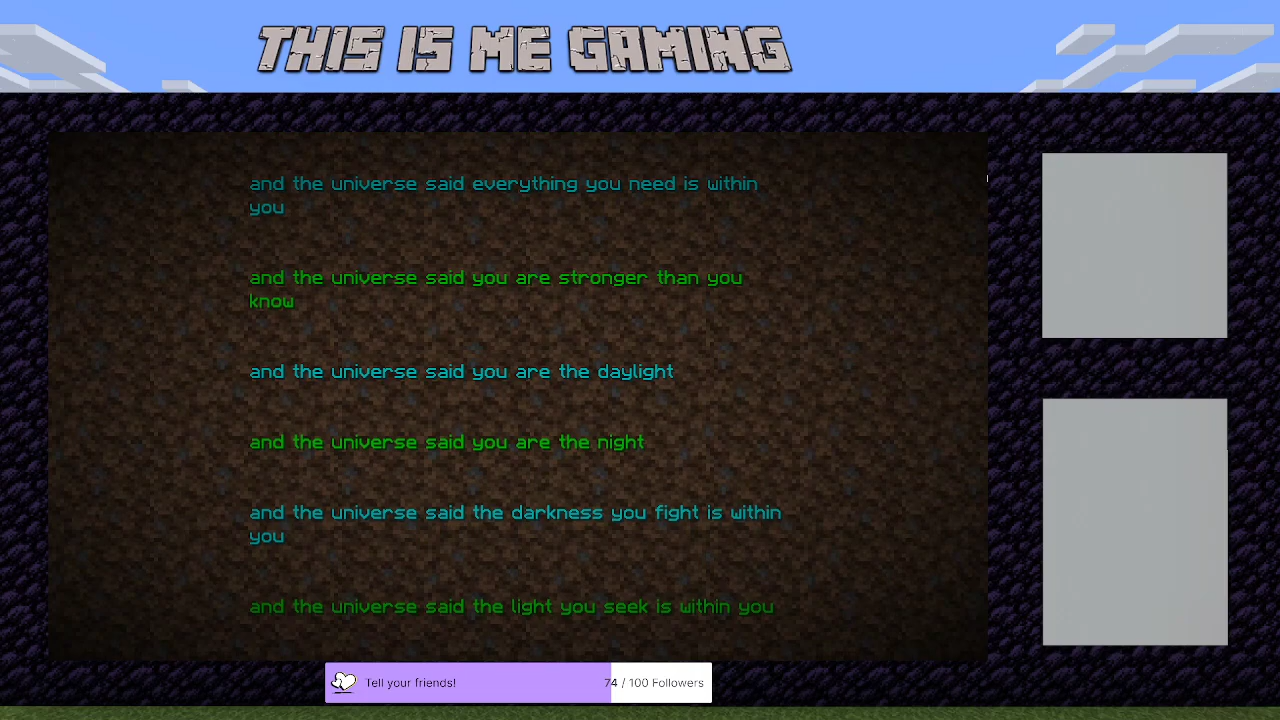 THIS IS ME GAMING
and the universe said everything you need is within
you
and the universe said you are stronger than you
know
and the universe said you are the daylight
and the universe said you are the night
and the universe said the darkness you fight is within
you
and the universe said the light you seek is within you
Tell your friends! 74 / 100 Followers